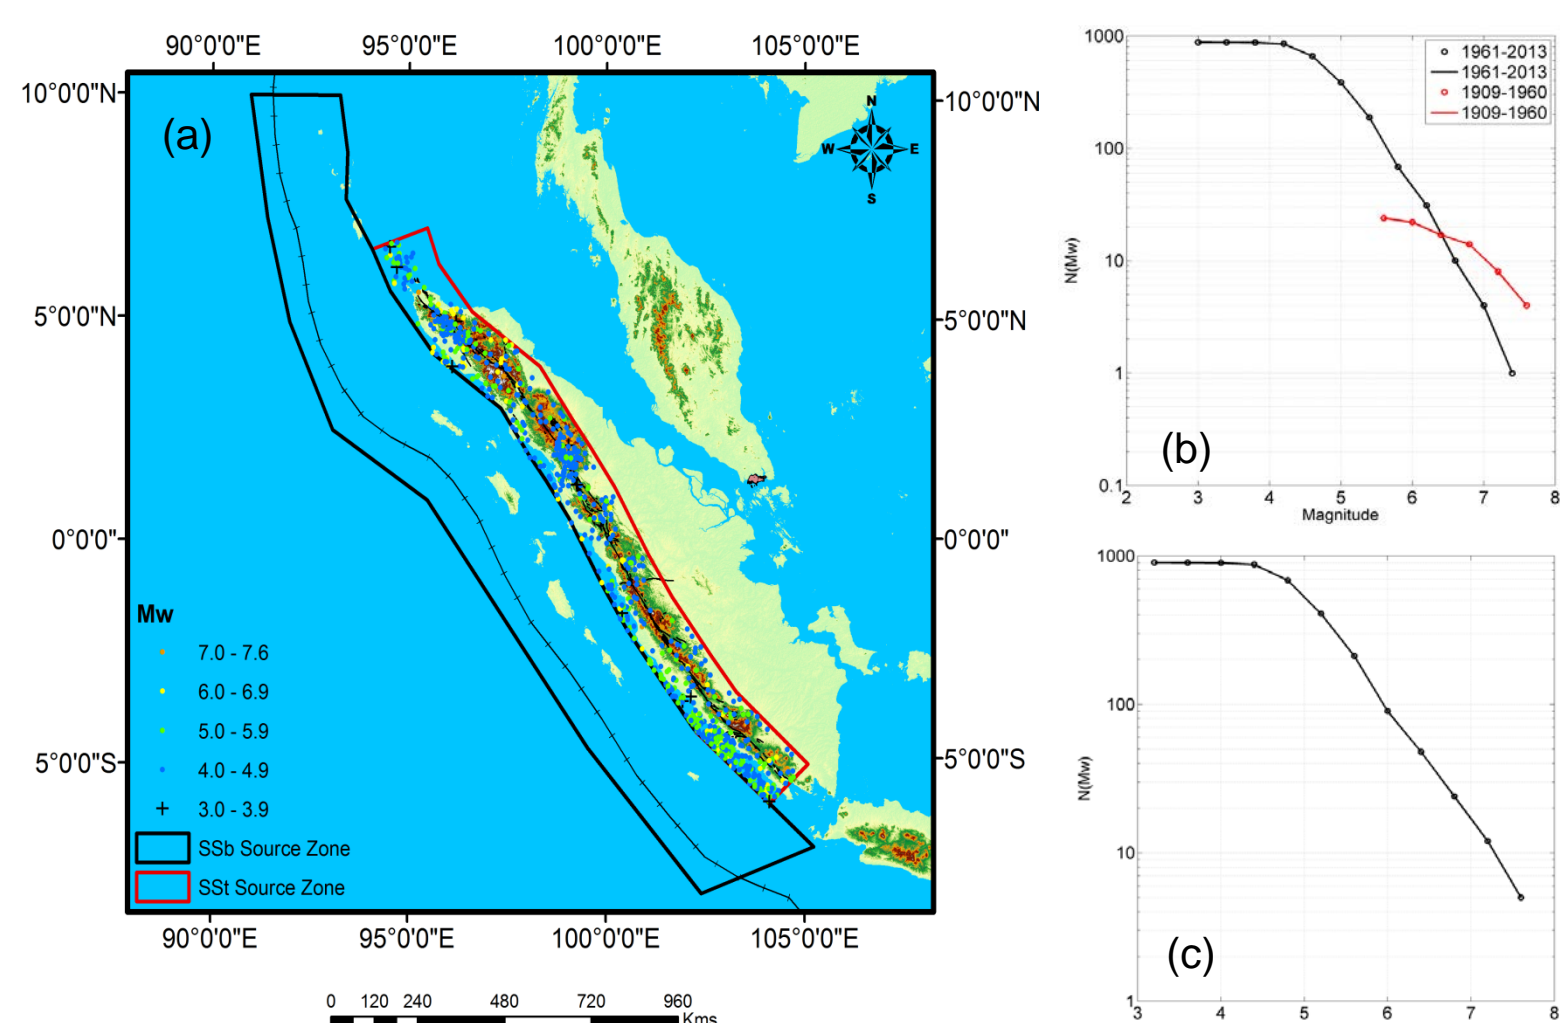 90°0'0"E 95°0'0"E 100°0'0"E 105°0'0"E
10°0'0"N
5°0'0"N
0°0'0"
5°0'0"S
10°0'0"N
5°0'0"N
0°0'0"
5°0'0"S
(a)
N
W E
S
Mw
7.0 - 7.6
6.0 - 6.9
5.0 - 5.9
4.0 - 4.9
3.0 - 3.9
SSb Source Zone
SSt Source Zone
90°0'0"E 95°0'0"E 100°0'0"E 105°0'0"E
0 120 240 480 720 960
Kms
1000
100
10
1
0.1
N(Mw)
1961-2013
1961-2013
1909-1960
1909-1960
(b)
2 3 4 5 6 7 8
Magnitude
1000
100
10
1
N(Mw)
(c)
3 4 5 6 7 8